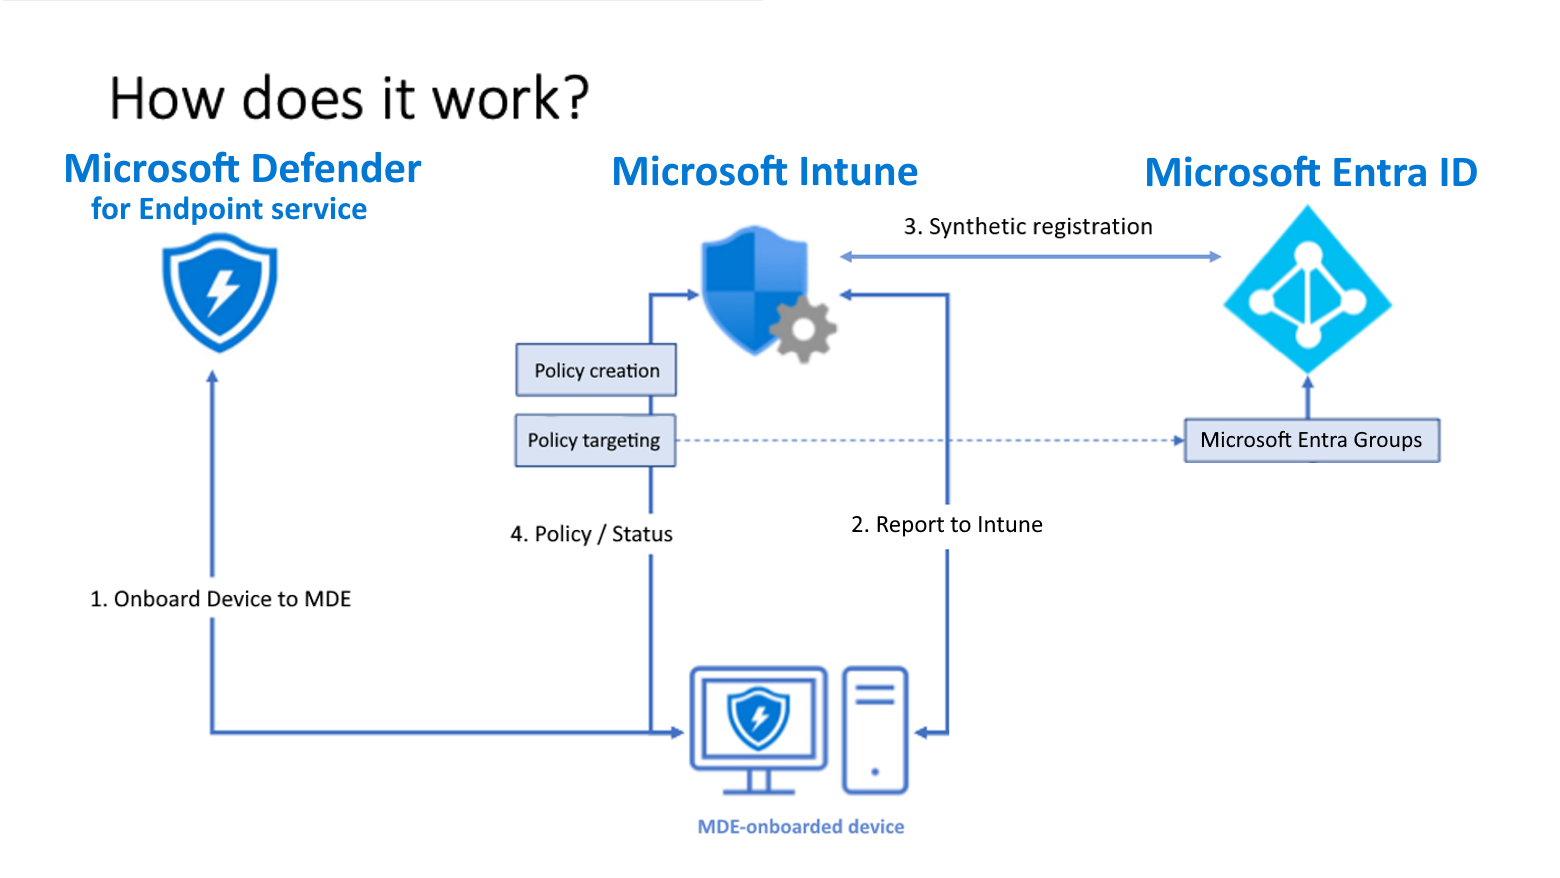 How does it work?
Microsoft Defender
for Endpoint service
Microsoft Intune
Microsoft Entra ID
3. Synthetic registration
Policy creation
Policy targeting
Microsoft Entra Groups
4. Policy / Status
2. Report to Intune
1. Onboard Device to MDE
MDE-onboarded device